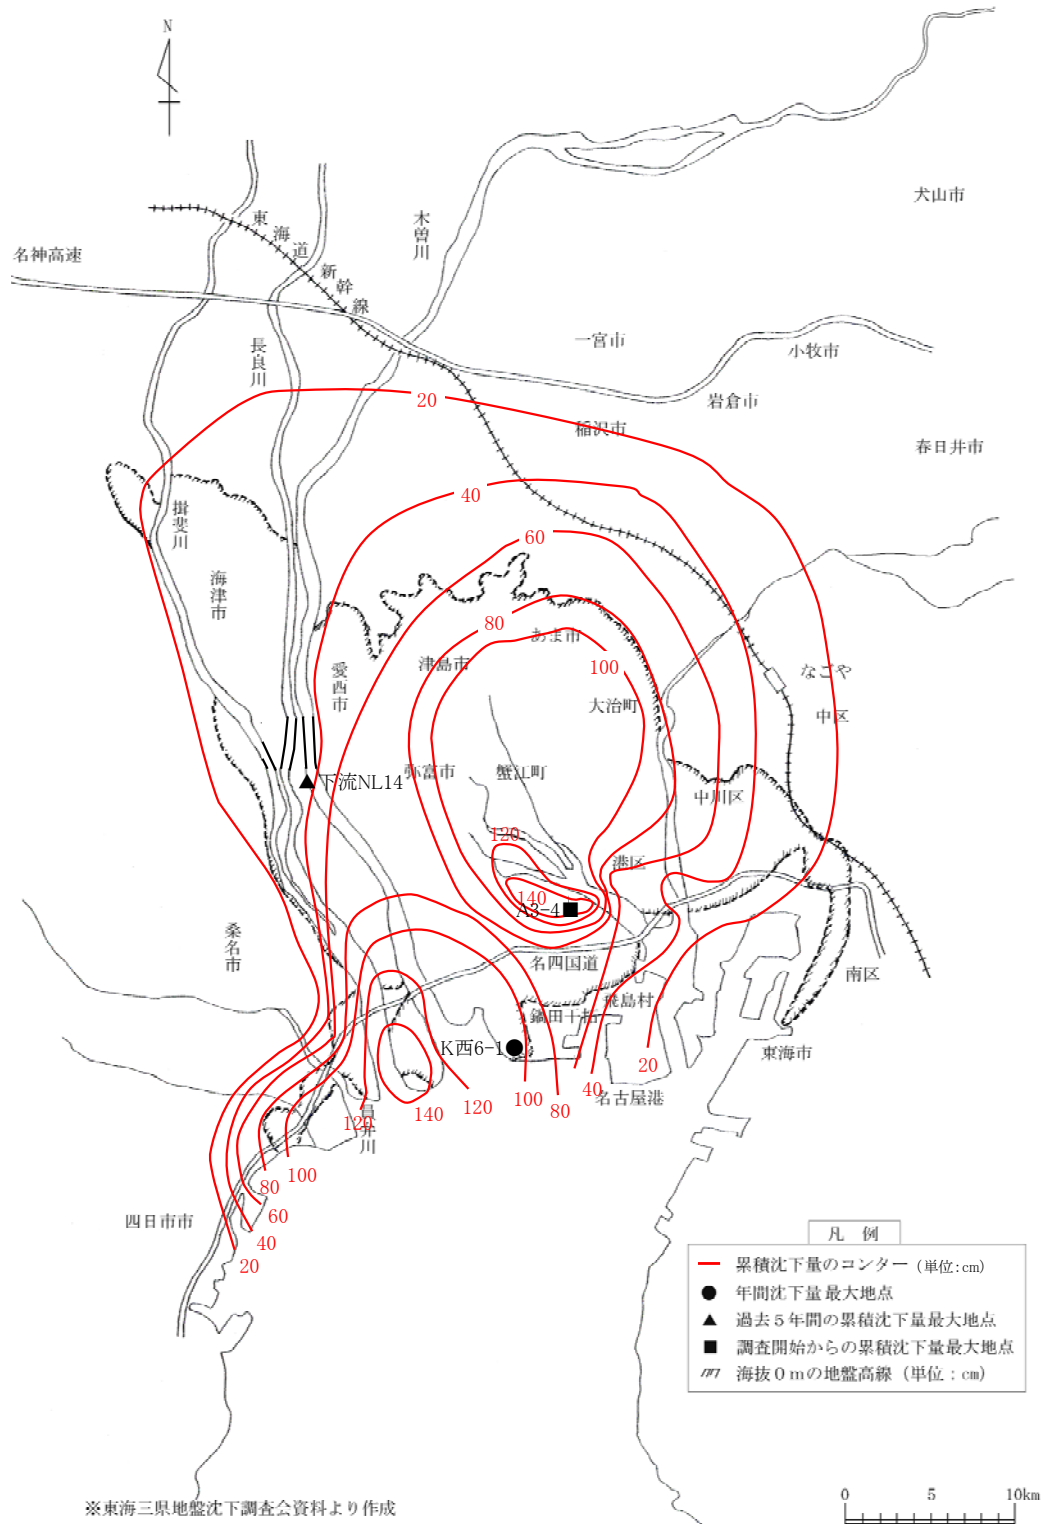 N
犬山市
木曽川
東海道新幹線
名神高速
一宮市
小牧市
長良川
岩倉市
20
稲沢市
春日井市
40
揖斐川
60
海津市
80
あま市
津島市
100
愛西市
なごや
大治町
中区
弥富市
蟹江町
下流NL14
中川区
120
港区
140
A3-4
桑名市
名四国道
南区
飛島村
鍋田干拓
K西6-1
東海市
20
40
名古屋港
100
80
120
140
120
員弁川
100
80
60
四日市市
40
20
凡 例
累積沈下量のコンター(単位:cm)
年間沈下量最大地点
過去5年間の累積沈下量最大地点
調査開始からの累積沈下量最大地点
海抜0mの地盤高線(単位:cm)
0 5 10km
※東海三県地盤沈下調査会資料より作成